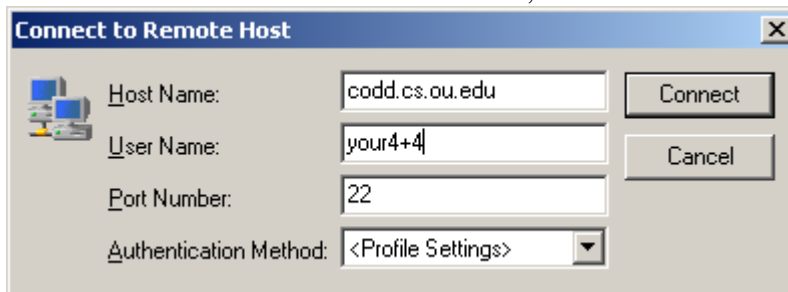 Connect to Remote Host
Host Name: codd.cs.ou.edu Connect
User Name: your4+4 Cancel
Port Number: 22
Authentication Method: <Profile Settings>